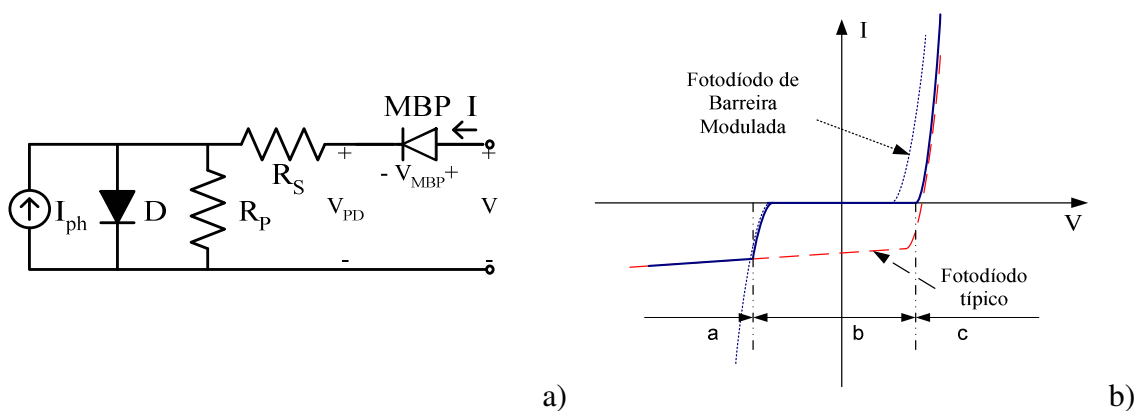 I_ph
D
R_P
R_S
+
V_PD
-
MBP I
- V_MBP +
+
V
-
a)
I
V
Fotodíodo de
Barreira
Modulada
Fotodíodo
típico
a
b
c
b)